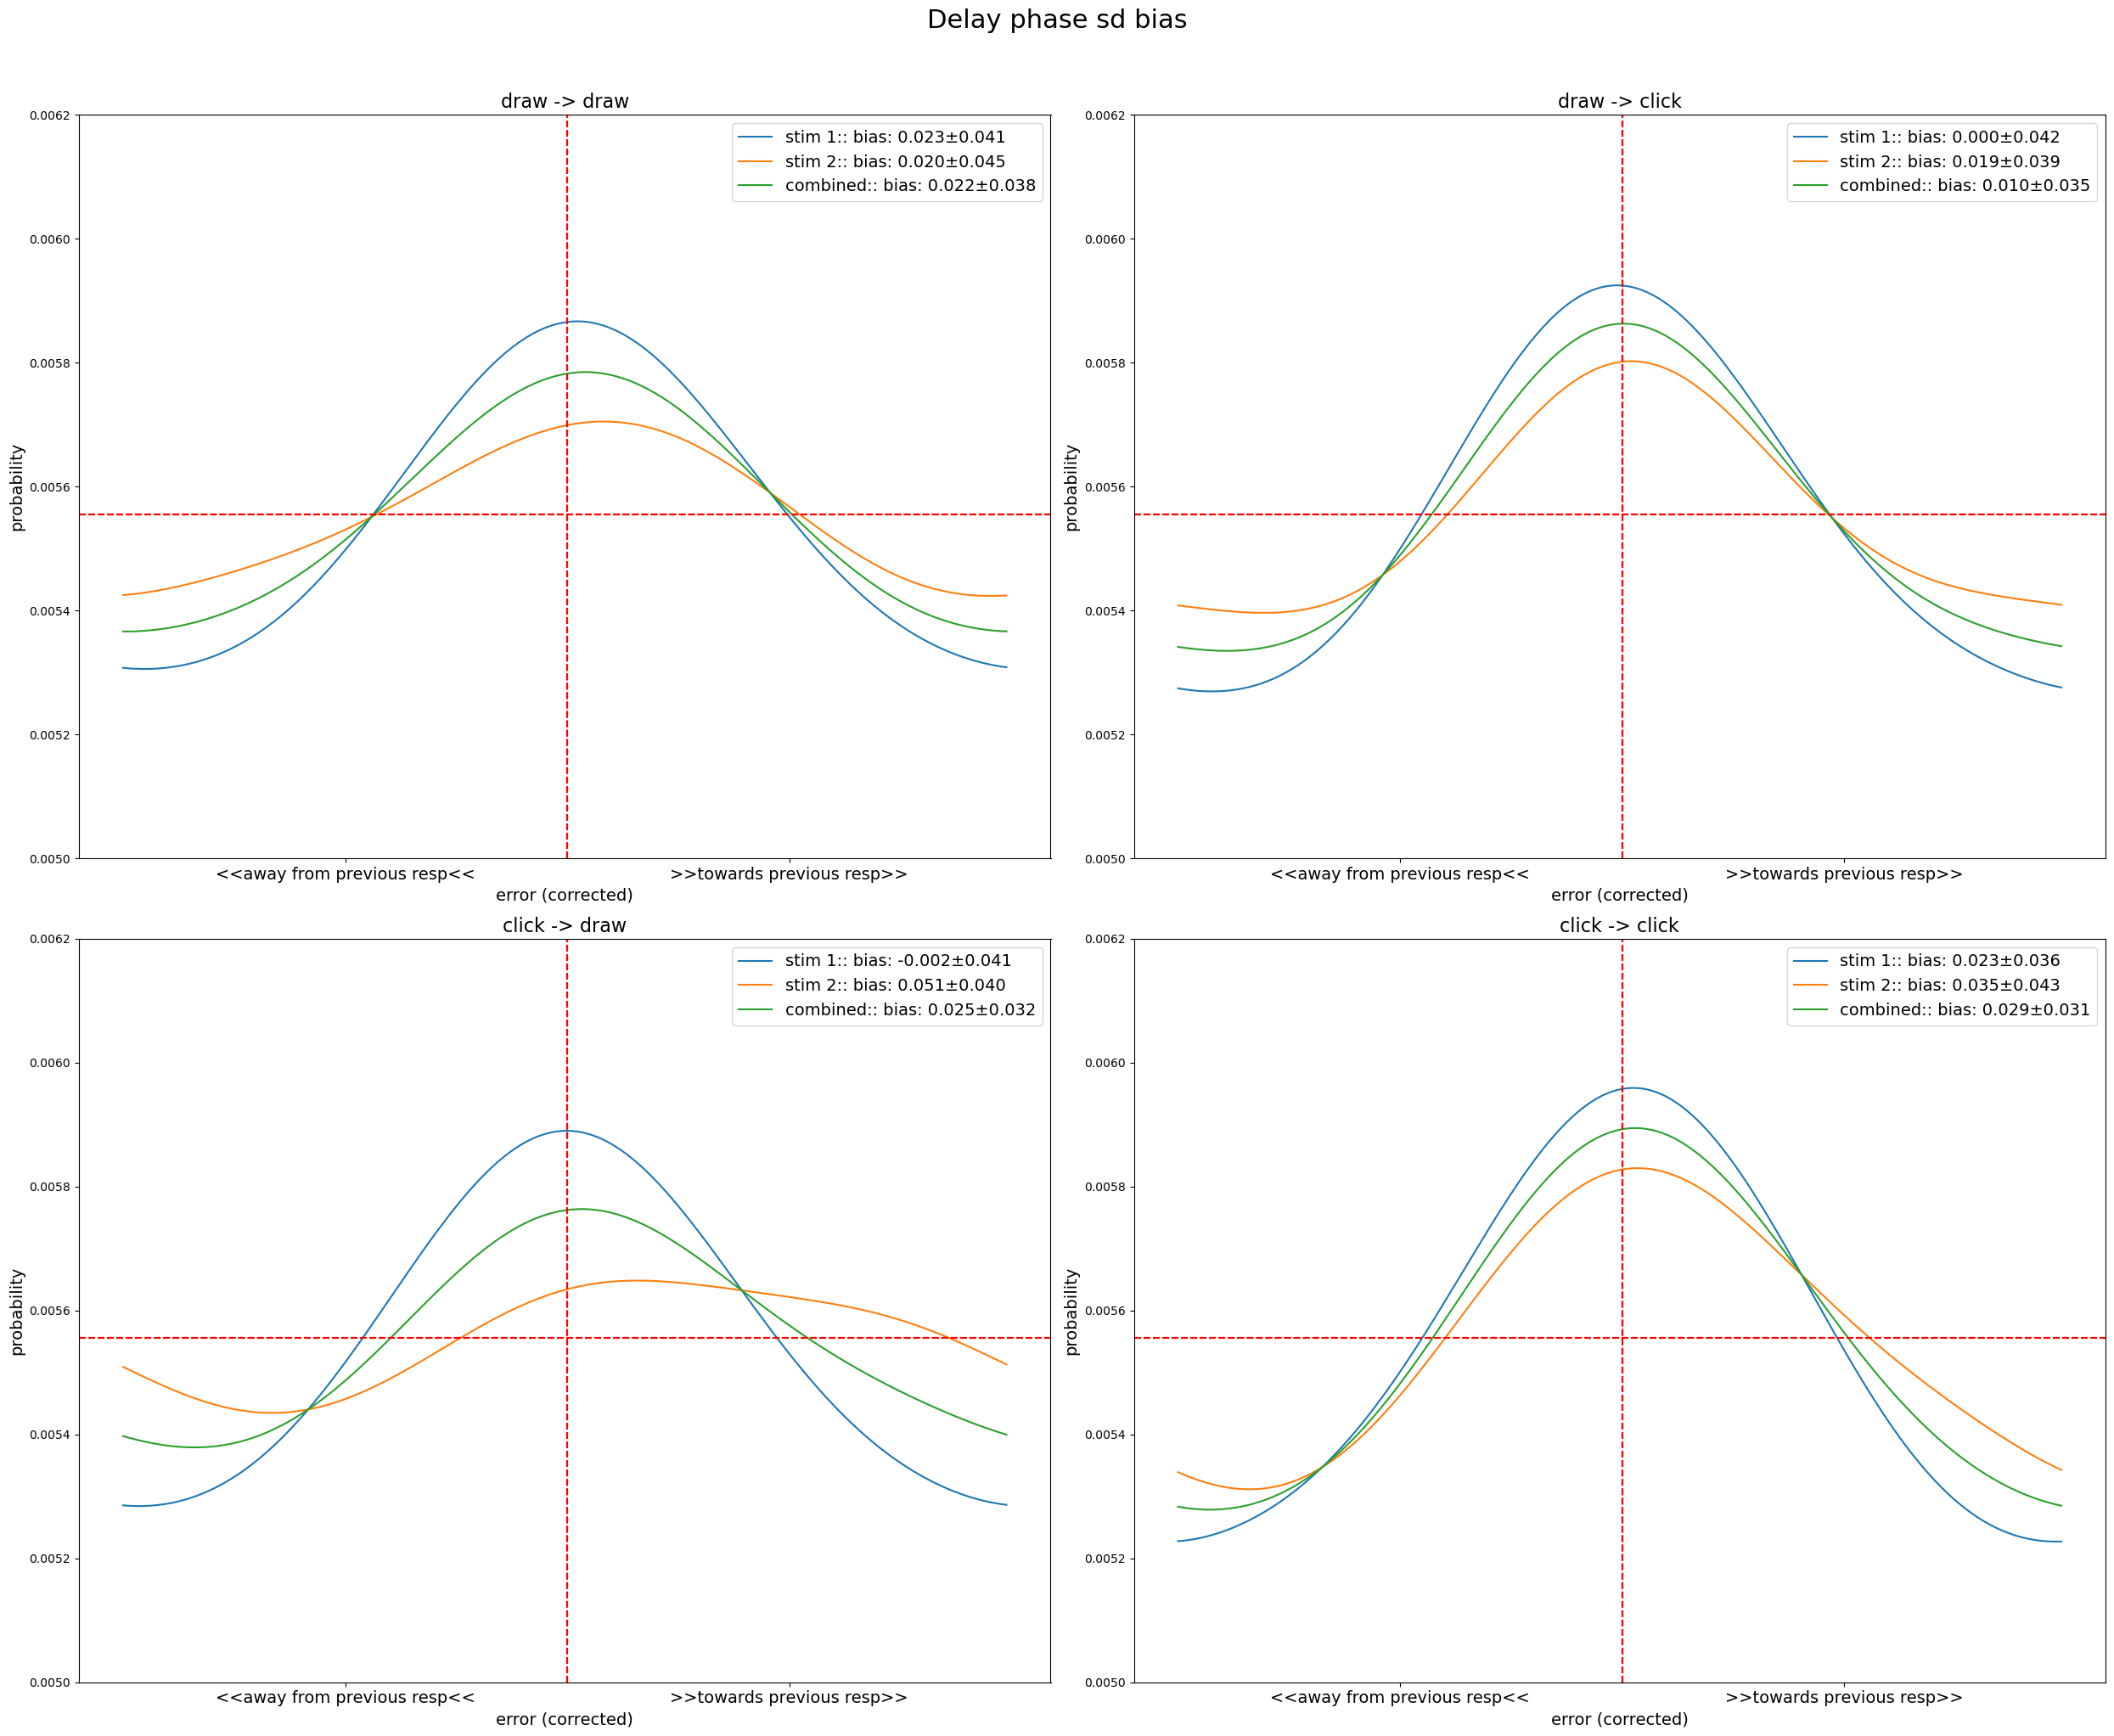 Delay phase sd bias
draw -> draw
0.0062
0.0060
0.0058
0.0056
0.0054
0.0052
0.0050
probability
stim 1:: bias: 0.023±0.041
stim 2:: bias: 0.020±0.045
combined:: bias: 0.022±0.038
<<away from previous resp<<
>>towards previous resp>>
error (corrected)
draw -> click
0.0062
0.0060
0.0058
0.0056
0.0054
0.0052
0.0050
probability
stim 1:: bias: 0.000±0.042
stim 2:: bias: 0.019±0.039
combined:: bias: 0.010±0.035
<<away from previous resp<<
>>towards previous resp>>
error (corrected)
click -> draw
0.0062
0.0060
0.0058
0.0056
0.0054
0.0052
0.0050
probability
stim 1:: bias: -0.002±0.041
stim 2:: bias: 0.051±0.040
combined:: bias: 0.025±0.032
<<away from previous resp<<
>>towards previous resp>>
error (corrected)
click -> click
0.0062
0.0060
0.0058
0.0056
0.0054
0.0052
0.0050
probability
stim 1:: bias: 0.023±0.036
stim 2:: bias: 0.035±0.043
combined:: bias: 0.029±0.031
<<away from previous resp<<
>>towards previous resp>>
error (corrected)